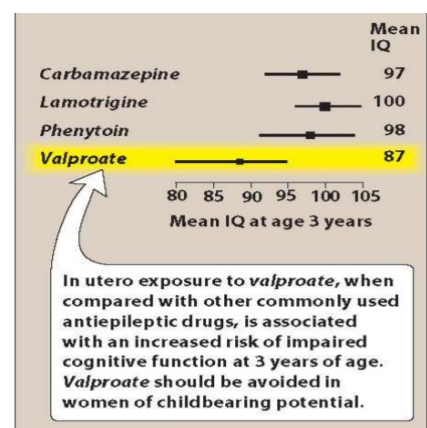 Mean
IQ
Carbamazepine 97
Lamotrigine 100
Phenytoin 98
Valproate 87
80 85 90 95 100 105
Mean IQ at age 3 years
In utero exposure to valproate, when
compared with other commonly used
antiepileptic drugs, is associated
with an increased risk of impaired
cognitive function at 3 years of age.
Valproate should be avoided in
women of childbearing potential.